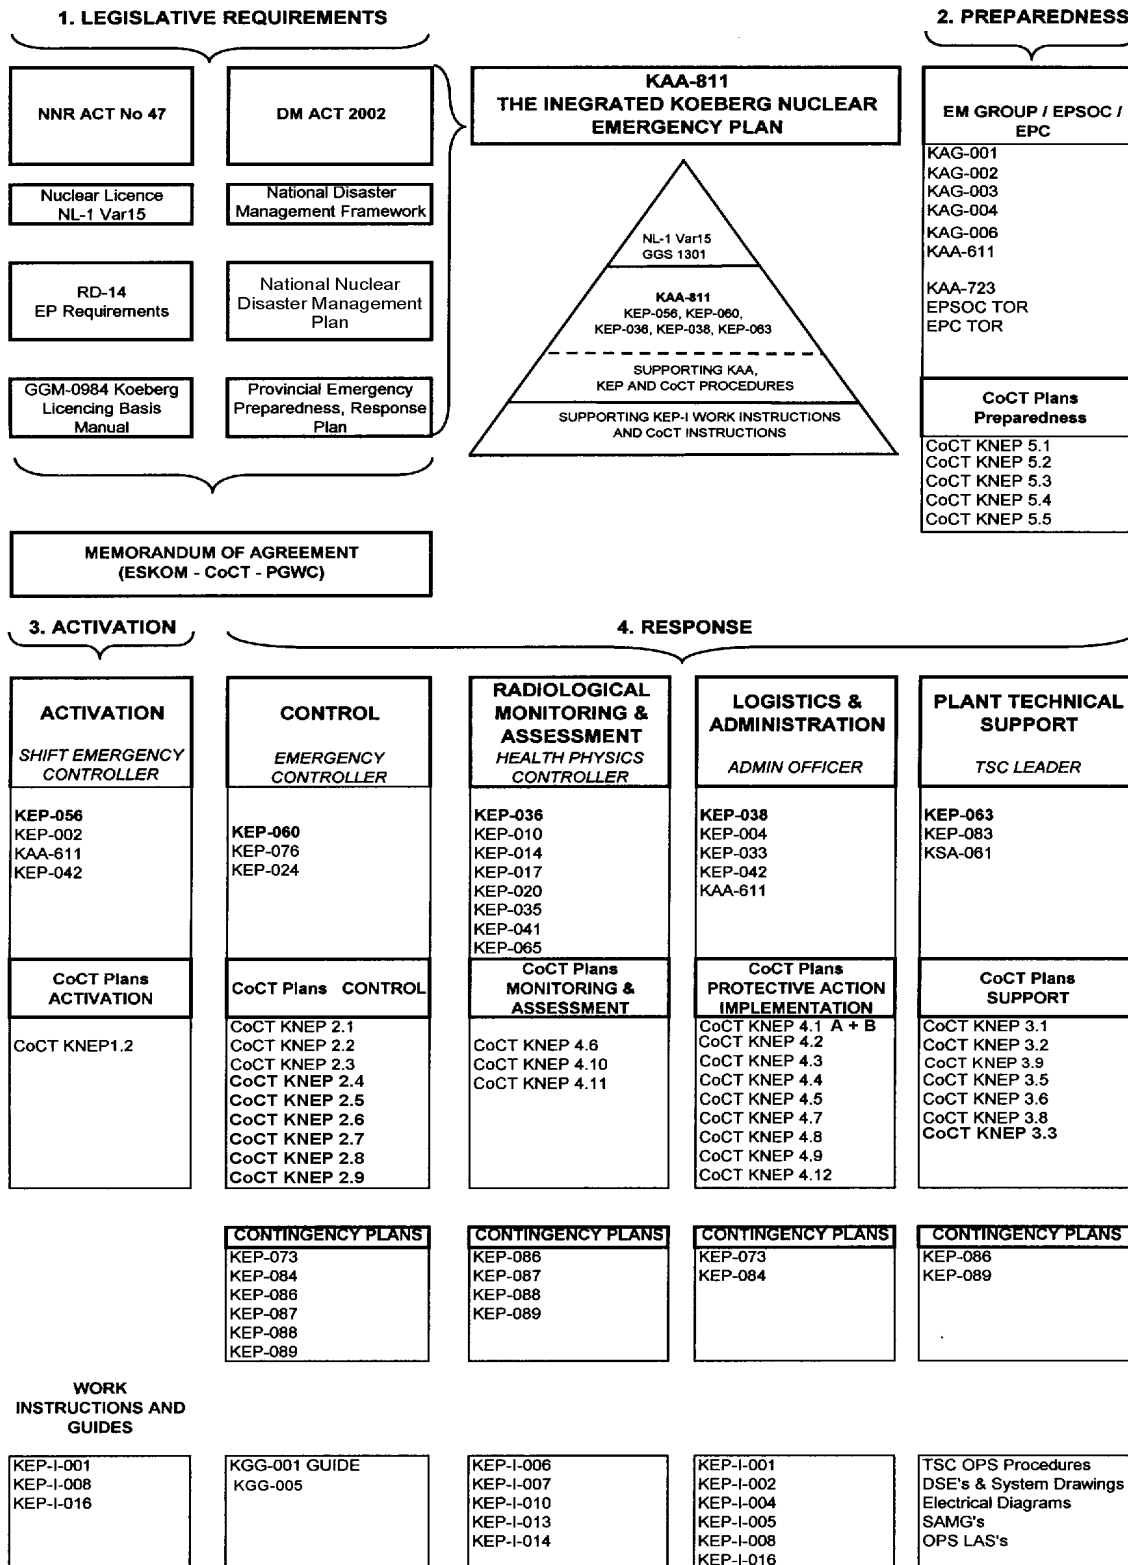 1. LEGISLATIVE REQUIREMENTS
2. PREPAREDNESS
NNR ACT No 47
DM ACT 2002
KAA-811
THE INEGRATED KOEBERG NUCLEAR
EMERGENCY PLAN
EM GROUP / EPSOC /
EPC
KAG-001
KAG-002
KAG-003
KAG-004
KAG-006
KAA-611
KAA-723
EPSOC TOR
EPC TOR
Nuclear Licence
NL-1 Var15
National Disaster
Management Framework
RD-14
EP Requirements
National Nuclear
Disaster Management
Plan
GGM-0984 Koeberg
Licencing Basis
Manual
Provincial Emergency
Preparedness, Response
Plan
NL-1 Var15
GGS 1301
KAA-811
KEP-056, KEP-060,
KEP-036, KEP-038, KEP-063
SUPPORTING KAA,
KEP AND CoCT PROCEDURES
SUPPORTING KEP-I WORK INSTRUCTIONS
AND CoCT INSTRUCTIONS
CoCT Plans
Preparedness
CoCT KNEP 5.1
CoCT KNEP 5.2
CoCT KNEP 5.3
CoCT KNEP 5.4
CoCT KNEP 5.5
MEMORANDUM OF AGREEMENT
(ESKOM - CoCT - PGWC)
3. ACTIVATION
4. RESPONSE
ACTIVATION
SHIFT EMERGENCY
CONTROLLER
KEP-056
KEP-002
KAA-611
KEP-042
CoCT Plans
ACTIVATION
CoCT KNEP1.2
CONTROL
EMERGENCY
CONTROLLER
KEP-060
KEP-076
KEP-024
CoCT Plans CONTROL
CoCT KNEP 2.1
CoCT KNEP 2.2
CoCT KNEP 2.3
CoCT KNEP 2.4
CoCT KNEP 2.5
CoCT KNEP 2.6
CoCT KNEP 2.7
CoCT KNEP 2.8
CoCT KNEP 2.9
RADIOLOGICAL
MONITORING &
ASSESSMENT
HEALTH PHYSICS
CONTROLLER
KEP-036
KEP-010
KEP-014
KEP-017
KEP-020
KEP-035
KEP-041
KEP-065
CoCT Plans
MONITORING &
ASSESSMENT
CoCT KNEP 4.6
CoCT KNEP 4.10
CoCT KNEP 4.11
LOGISTICS &
ADMINISTRATION
ADMIN OFFICER
KEP-038
KEP-004
KEP-033
KEP-042
KAA-611
CoCT Plans
PROTECTIVE ACTION
IMPLEMENTATION
CoCT KNEP 4.1 A + B
CoCT KNEP 4.2
CoCT KNEP 4.3
CoCT KNEP 4.4
CoCT KNEP 4.5
CoCT KNEP 4.7
CoCT KNEP 4.8
CoCT KNEP 4.9
CoCT KNEP 4.12
PLANT TECHNICAL
SUPPORT
TSC LEADER
KEP-063
KEP-083
KSA-061
CoCT Plans
SUPPORT
CoCT KNEP 3.1
CoCT KNEP 3.2
CoCT KNEP 3.9
CoCT KNEP 3.5
CoCT KNEP 3.6
CoCT KNEP 3.8
CoCT KNEP 3.3
CONTINGENCY PLANS
KEP-073
KEP-084
KEP-086
KEP-087
KEP-088
KEP-089
CONTINGENCY PLANS
KEP-086
KEP-087
KEP-088
KEP-089
CONTINGENCY PLANS
KEP-073
KEP-084
CONTINGENCY PLANS
KEP-086
KEP-089
WORK
INSTRUCTIONS AND
GUIDES
KEP-I-001
KEP-I-008
KEP-I-016
KGG-001 GUIDE
KGG-005
KEP-I-006
KEP-I-007
KEP-I-010
KEP-I-013
KEP-I-014
KEP-I-001
KEP-I-002
KEP-I-004
KEP-I-005
KEP-I-008
KEP-I-016
TSC OPS Procedures
DSE's & System Drawings
Electrical Diagrams
SAMG's
OPS LAS's